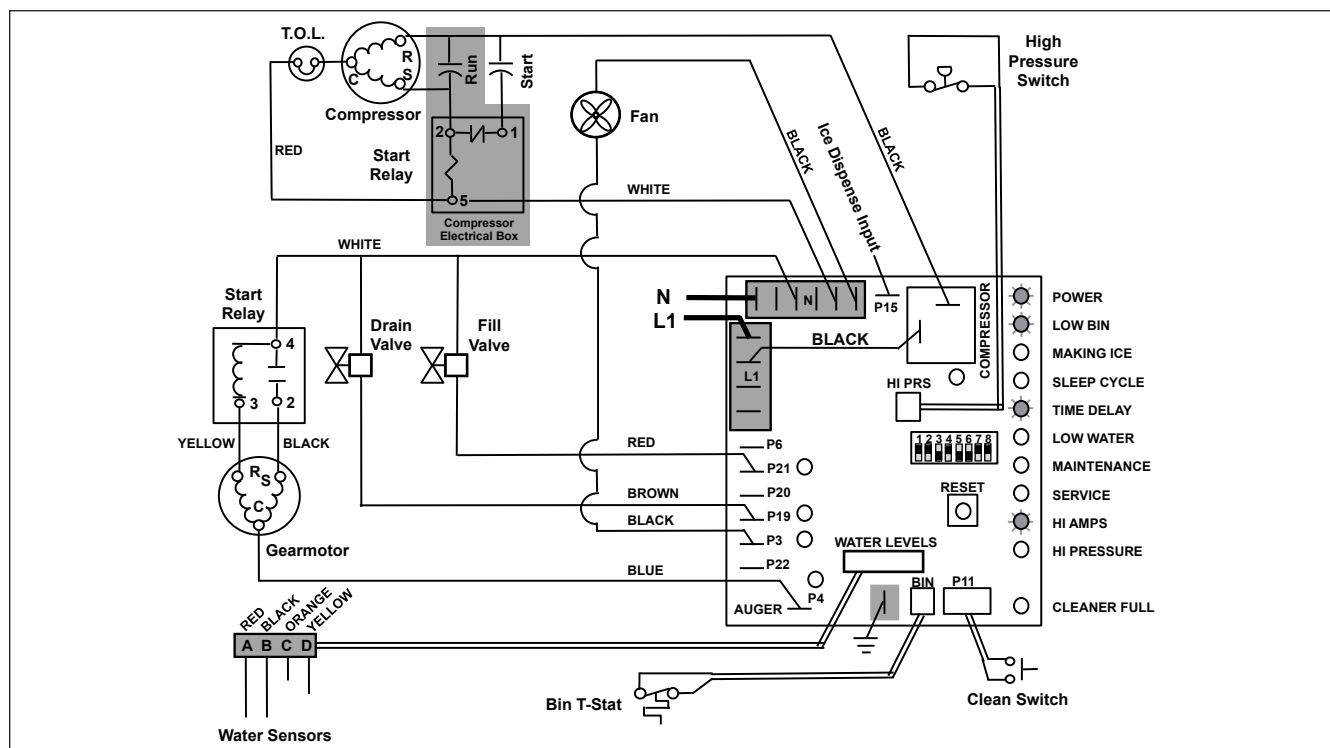 T.O.L.
R
S
C
Compressor
Run
Start
2
1
Start
Relay
5
Compressor
Electrical Box
RED
WHITE
Fan
BLACK
Ice Dispense Input
BLACK
High
Pressure
Switch
WHITE
Start
Relay
4
3
2
YELLOW
BLACK
R
S
C
Gearmotor
Drain
Valve
Fill
Valve
N
L1
N
P15
BLACK
L1
COMPRESSOR
HI PRS
1 2 3 4 5 6 7 8
RESET
RED
BROWN
BLACK
BLUE
P6
P21
P20
P19
P3
P22
P4
AUGER
WATER LEVELS
BIN
P11
POWER
LOW BIN
MAKING ICE
SLEEP CYCLE
TIME DELAY
LOW WATER
MAINTENANCE
SERVICE
HI AMPS
HI PRESSURE
CLEANER FULL
RED
BLACK
ORANGE
YELLOW
A B C D
Water Sensors
Bin T-Stat
Clean Switch